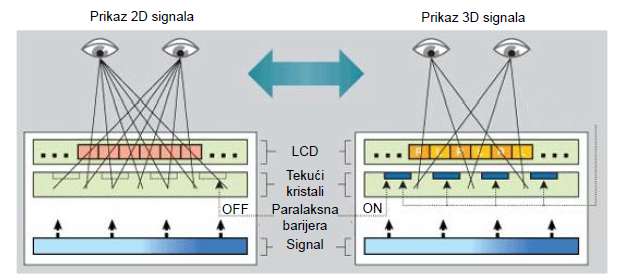 Prikaz 2D signala
Prikaz 3D signala
LCD
Tekući
kristali
OFF
Paralaksna
barijera
ON
Signal